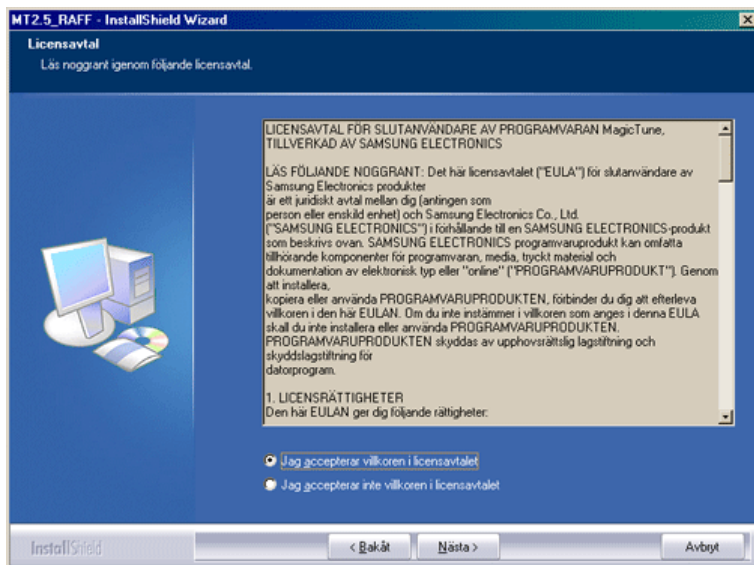 MT2.5_RAFF - InstallShield Wizard
Licensavtal
Läs noggrant igenom följande licensavtal.
LICENSAVTAL FÖR SLUTANVÄNDARE AV PROGRAMVARAN MagicTune,
TILLVERKAD AV SAMSUNG ELECTRONICS
LÄS FÖLJANDE NOGGRANT: Det här licensavtalet ("EULA") för slutanvändare av
Samsung Electronics produkter
är ett juridiskt avtal mellan dig (antingen som
person eller enskild enhet) och Samsung Electronics Co., Ltd.
("SAMSUNG ELECTRONICS") i förhållande till en SAMSUNG ELECTRONICS-produkt
som beskrivs ovan. SAMSUNG ELECTRONICS programvaruprodukt kan omfatta
tillhörande komponenter för programvaran, media, tryckt material och
dokumentation av elektronisk typ eller "online" ("PROGRAMVARUPRODUKT"). Genom
att installera,
kopiera eller använda PROGRAMVARUPRODUKTEN, förbinder du dig att efterleva
villkoren i den här EULAN. Om du inte instämmer i villkoren som anges i denna EULA
skall du inte installera eller använda PROGRAMVARUPRODUKTEN.
PROGRAMVARUPRODUKTEN skyddas av upphovsrättslig lagstiftning och
skyddslagstiftning för
datorprogram.
1. LICENSRÄTTIGHETER
Den här EULAN ger dig följande rättigheter:
Jag accepterar villkoren i licensavtalet
Jag accepterar inte villkoren i licensavtalet
InstallShield
< Bakåt
Nästa >
Avbryt